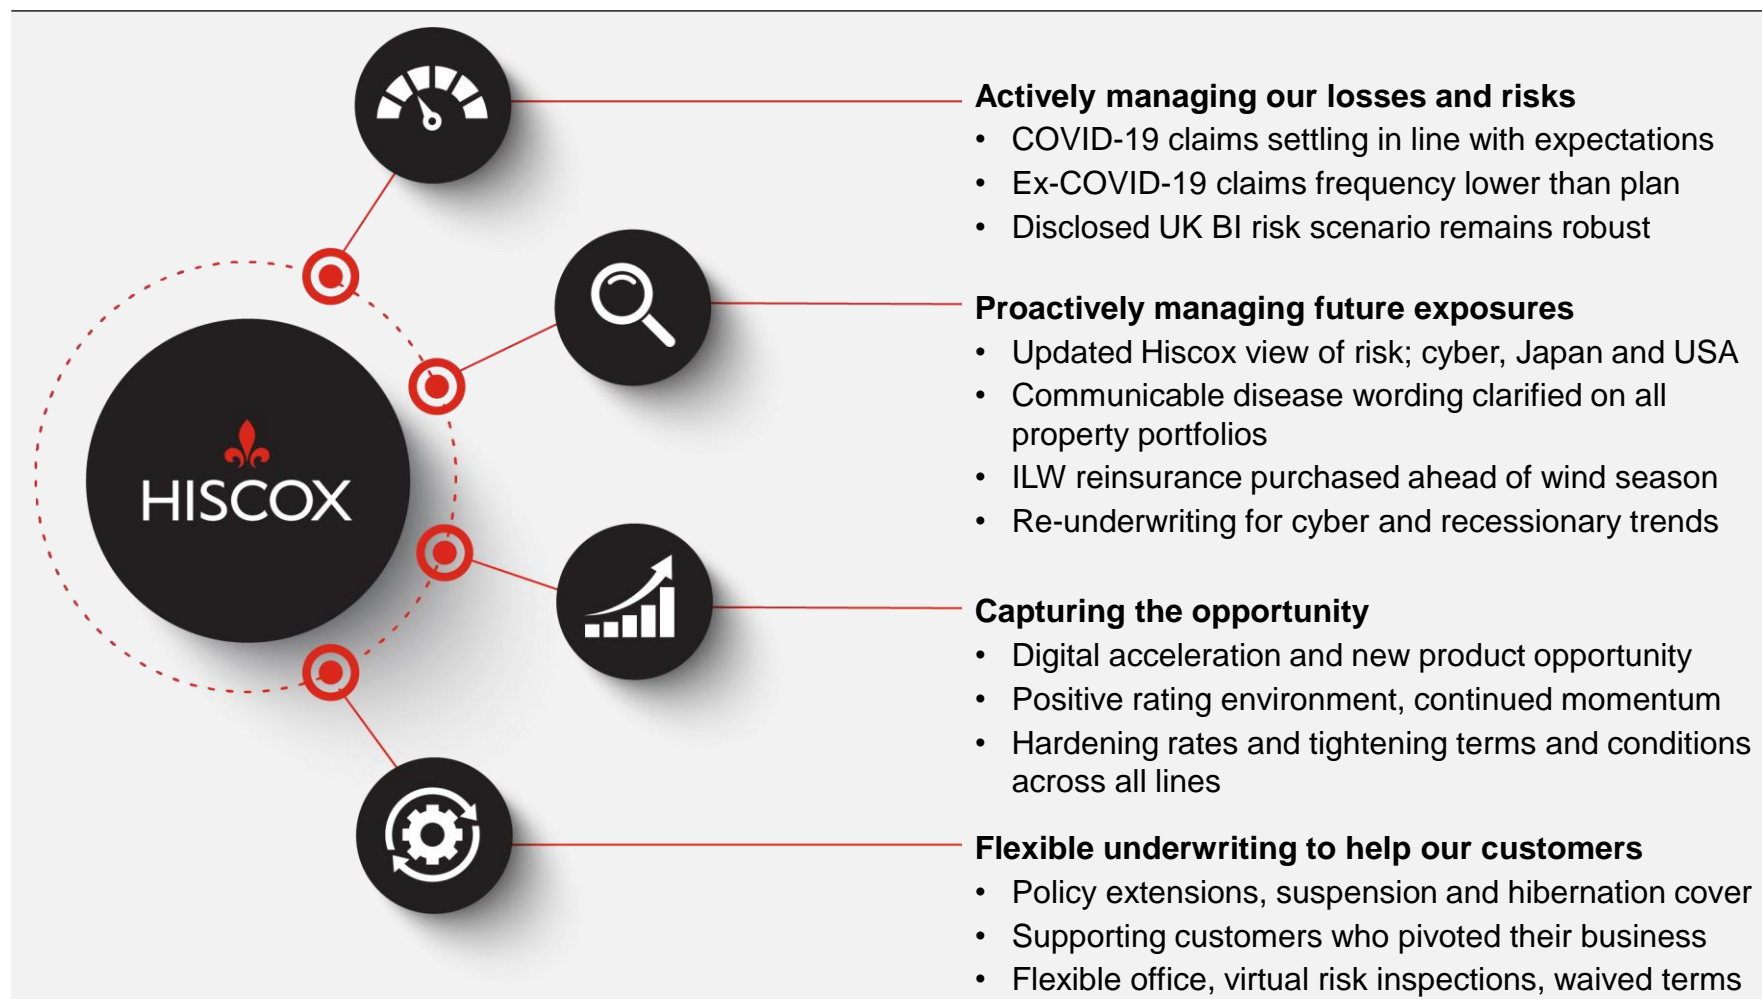 HISCOX
Actively managing our losses and risks
• COVID-19 claims settling in line with expectations
• Ex-COVID-19 claims frequency lower than plan
• Disclosed UK BI risk scenario remains robust
Proactively managing future exposures
• Updated Hiscox view of risk; cyber, Japan and USA
• Communicable disease wording clarified on all
property portfolios
• ILW reinsurance purchased ahead of wind season
• Re-underwriting for cyber and recessionary trends
Capturing the opportunity
• Digital acceleration and new product opportunity
• Positive rating environment, continued momentum
• Hardening rates and tightening terms and conditions
across all lines
Flexible underwriting to help our customers
• Policy extensions, suspension and hibernation cover
• Supporting customers who pivoted their business
• Flexible office, virtual risk inspections, waived terms